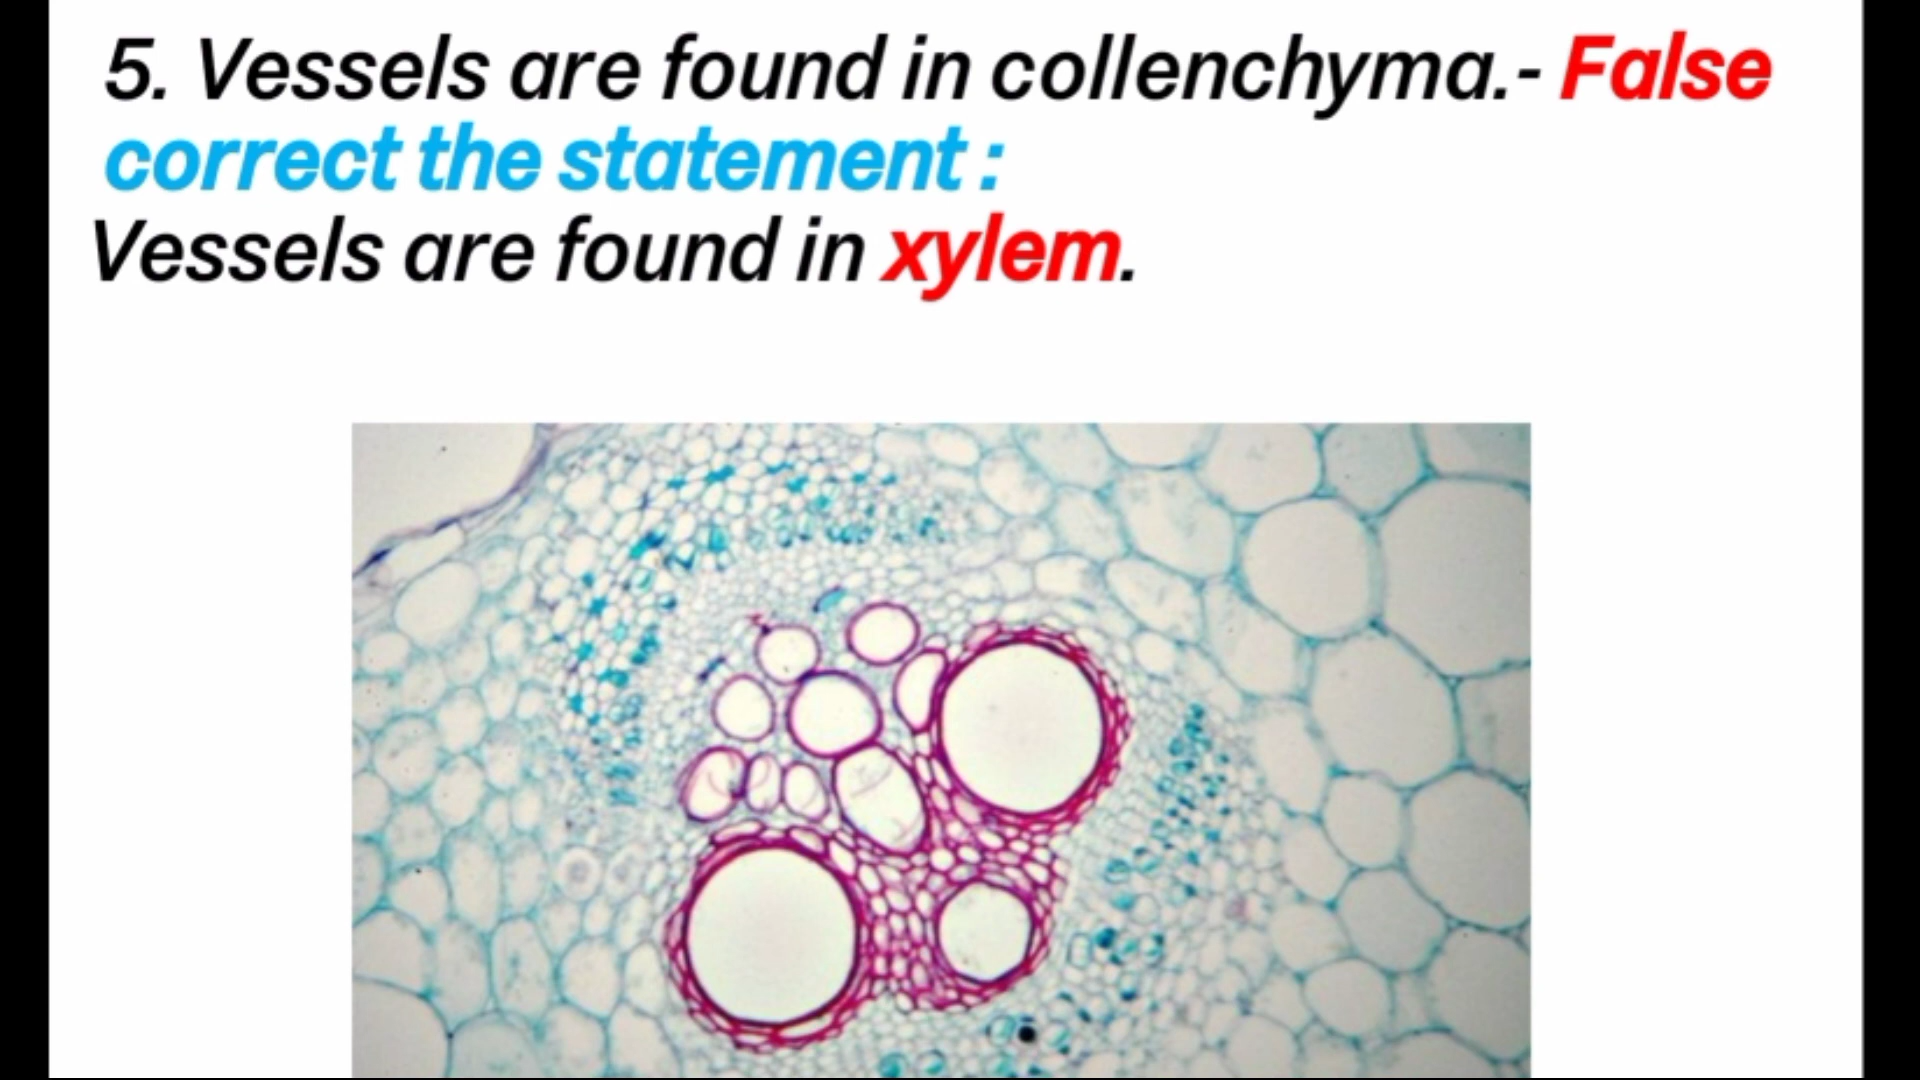 5. Vessels are found in collenchyma.- False
correct the statement :
Vessels are found in xylem.